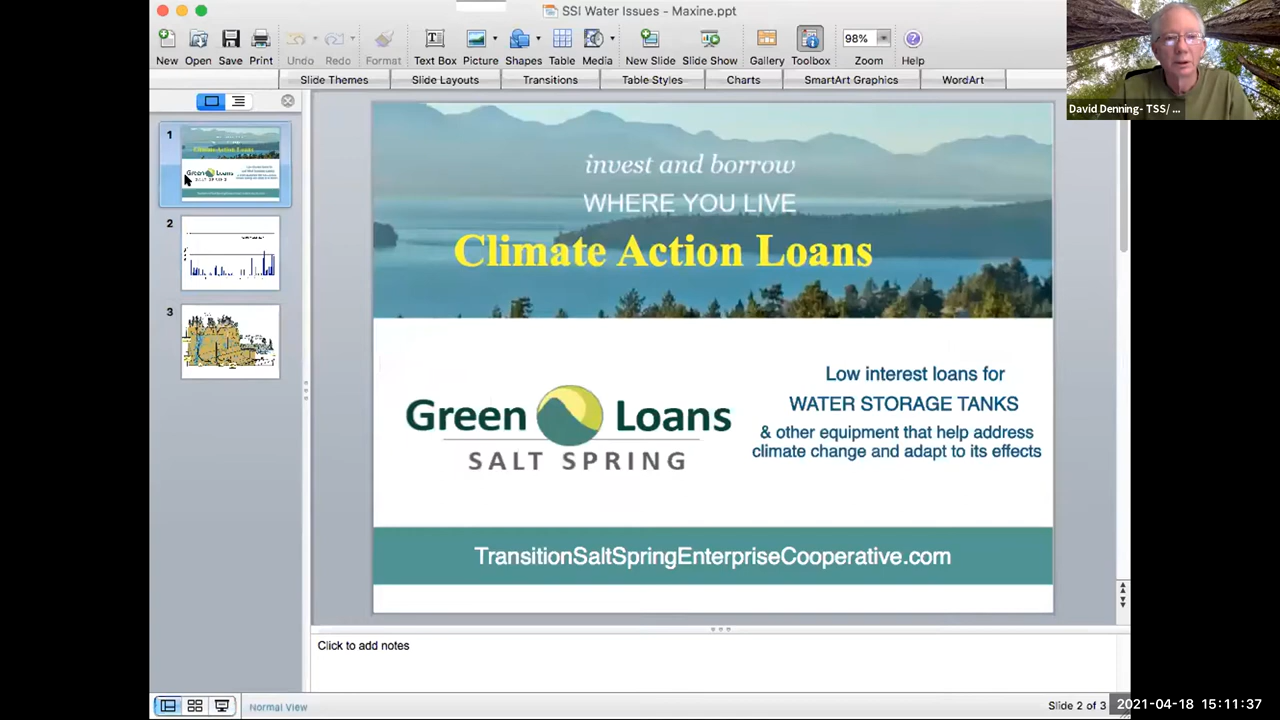 SSI Water Issues - Maxine.ppt
New Open Save Print Undo Redo Format Text Box Picture Shapes Table Media New Slide Slide Show Gallery Toolbox 98% Zoom Help
Slide Themes Slide Layouts Transitions Table Styles Charts SmartArt Graphics WordArt
David Denning- TSS/ ...
1
2
3
invest and borrow
WHERE YOU LIVE
Climate Action Loans
Green Loans
SALT SPRING
Low interest loans for
WATER STORAGE TANKS
& other equipment that help address
climate change and adapt to its effects
TransitionSaltSpringEnterpriseCooperative.com
Click to add notes
Normal View
Slide 2 of 3
2021-04-18 15:11:37